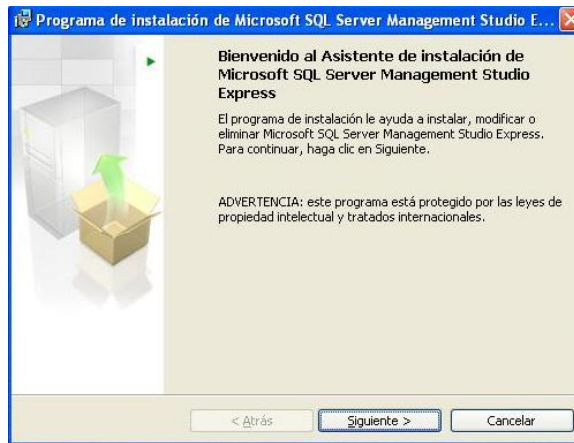 Programa de instalación de Microsoft SQL Server Management Studio E...
Bienvenido al Asistente de instalación de
Microsoft SQL Server Management Studio
Express
El programa de instalación le ayuda a instalar, modificar o
eliminar Microsoft SQL Server Management Studio Express.
Para continuar, haga clic en Siguiente.
ADVERTENCIA: este programa está protegido por las leyes de
propiedad intelectual y tratados internacionales.
< Atrás
Siguiente >
Cancelar